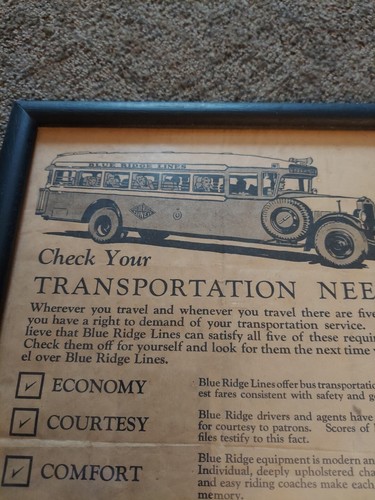 BLUE RIDGE LINES
Check Your
TRANSPORTATION NEE
Wherever you travel and whenever you travel there are five
you have a right to demand of your transportation service.
lieve that Blue Ridge Lines can satisfy all five of these requi
Check them off for yourself and look for them the next time
el over Blue Ridge Lines.
ECONOMY
Blue Ridge Lines offer bus transportatio
est fares consistent with safety and g
COURTESY
Blue Ridge drivers and agents have
for courtesy to patrons. Scores of
files testify to this fact.
COMFORT
Blue Ridge equipment is modern an
Individual, deeply upholstered cha
and easy riding coaches make each
memory.